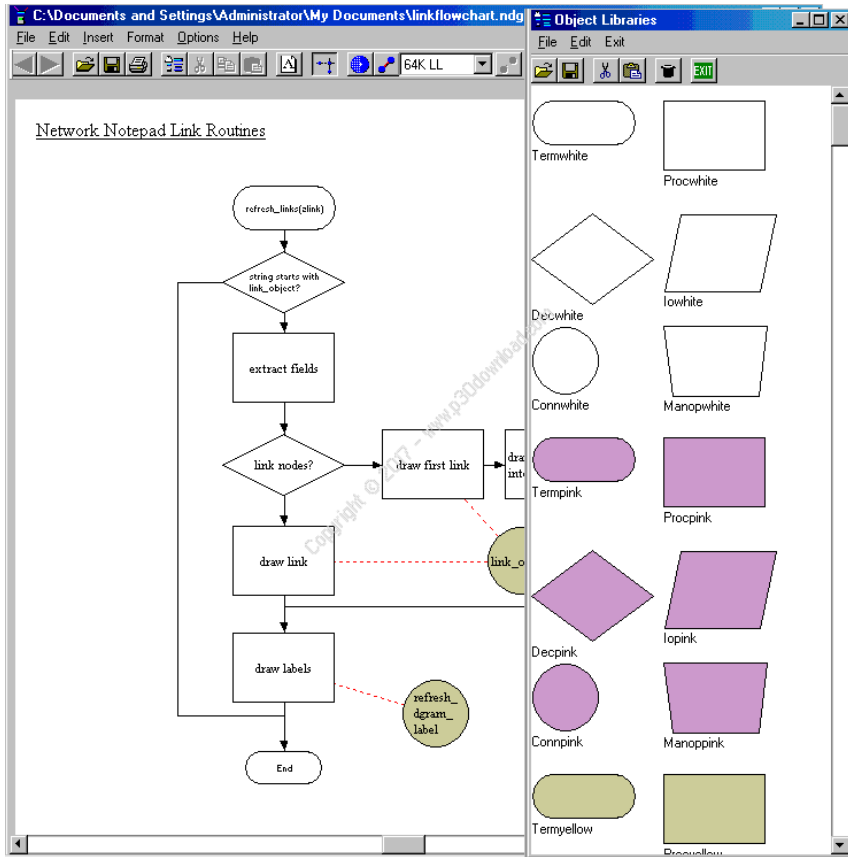 C:\Documents and Settings\Administrator\My Documents\linkflowchart.ndg
File Edit Insert Format Options Help
64K LL
Network Notepad Link Routines
refresh_links(zlink)
string starts with
link_object?
extract fields
link nodes?
draw first link
draw link
draw labels
refresh_
dgram_
label
End
Object Libraries
File Edit Exit
EXIT
Termwhite
Procwhite
Decwhite
Iowhite
Connwhite
Manopwhite
Termpink
Procpink
Decpink
Iopink
Connpink
Manoppink
Termyellow
Procyellow
Copyright © 2017 - www.p30download.com